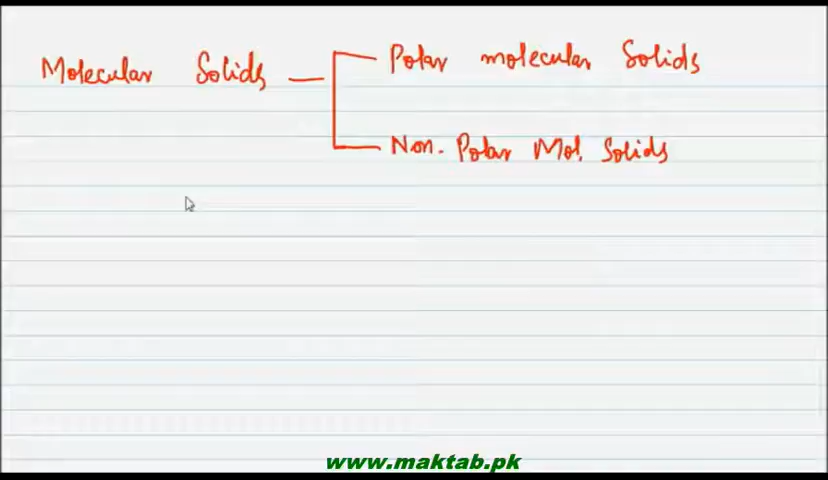 Molecular Solids
Polar molecular Solids
Non. Polar Mol. Solids
www.maktab.pk